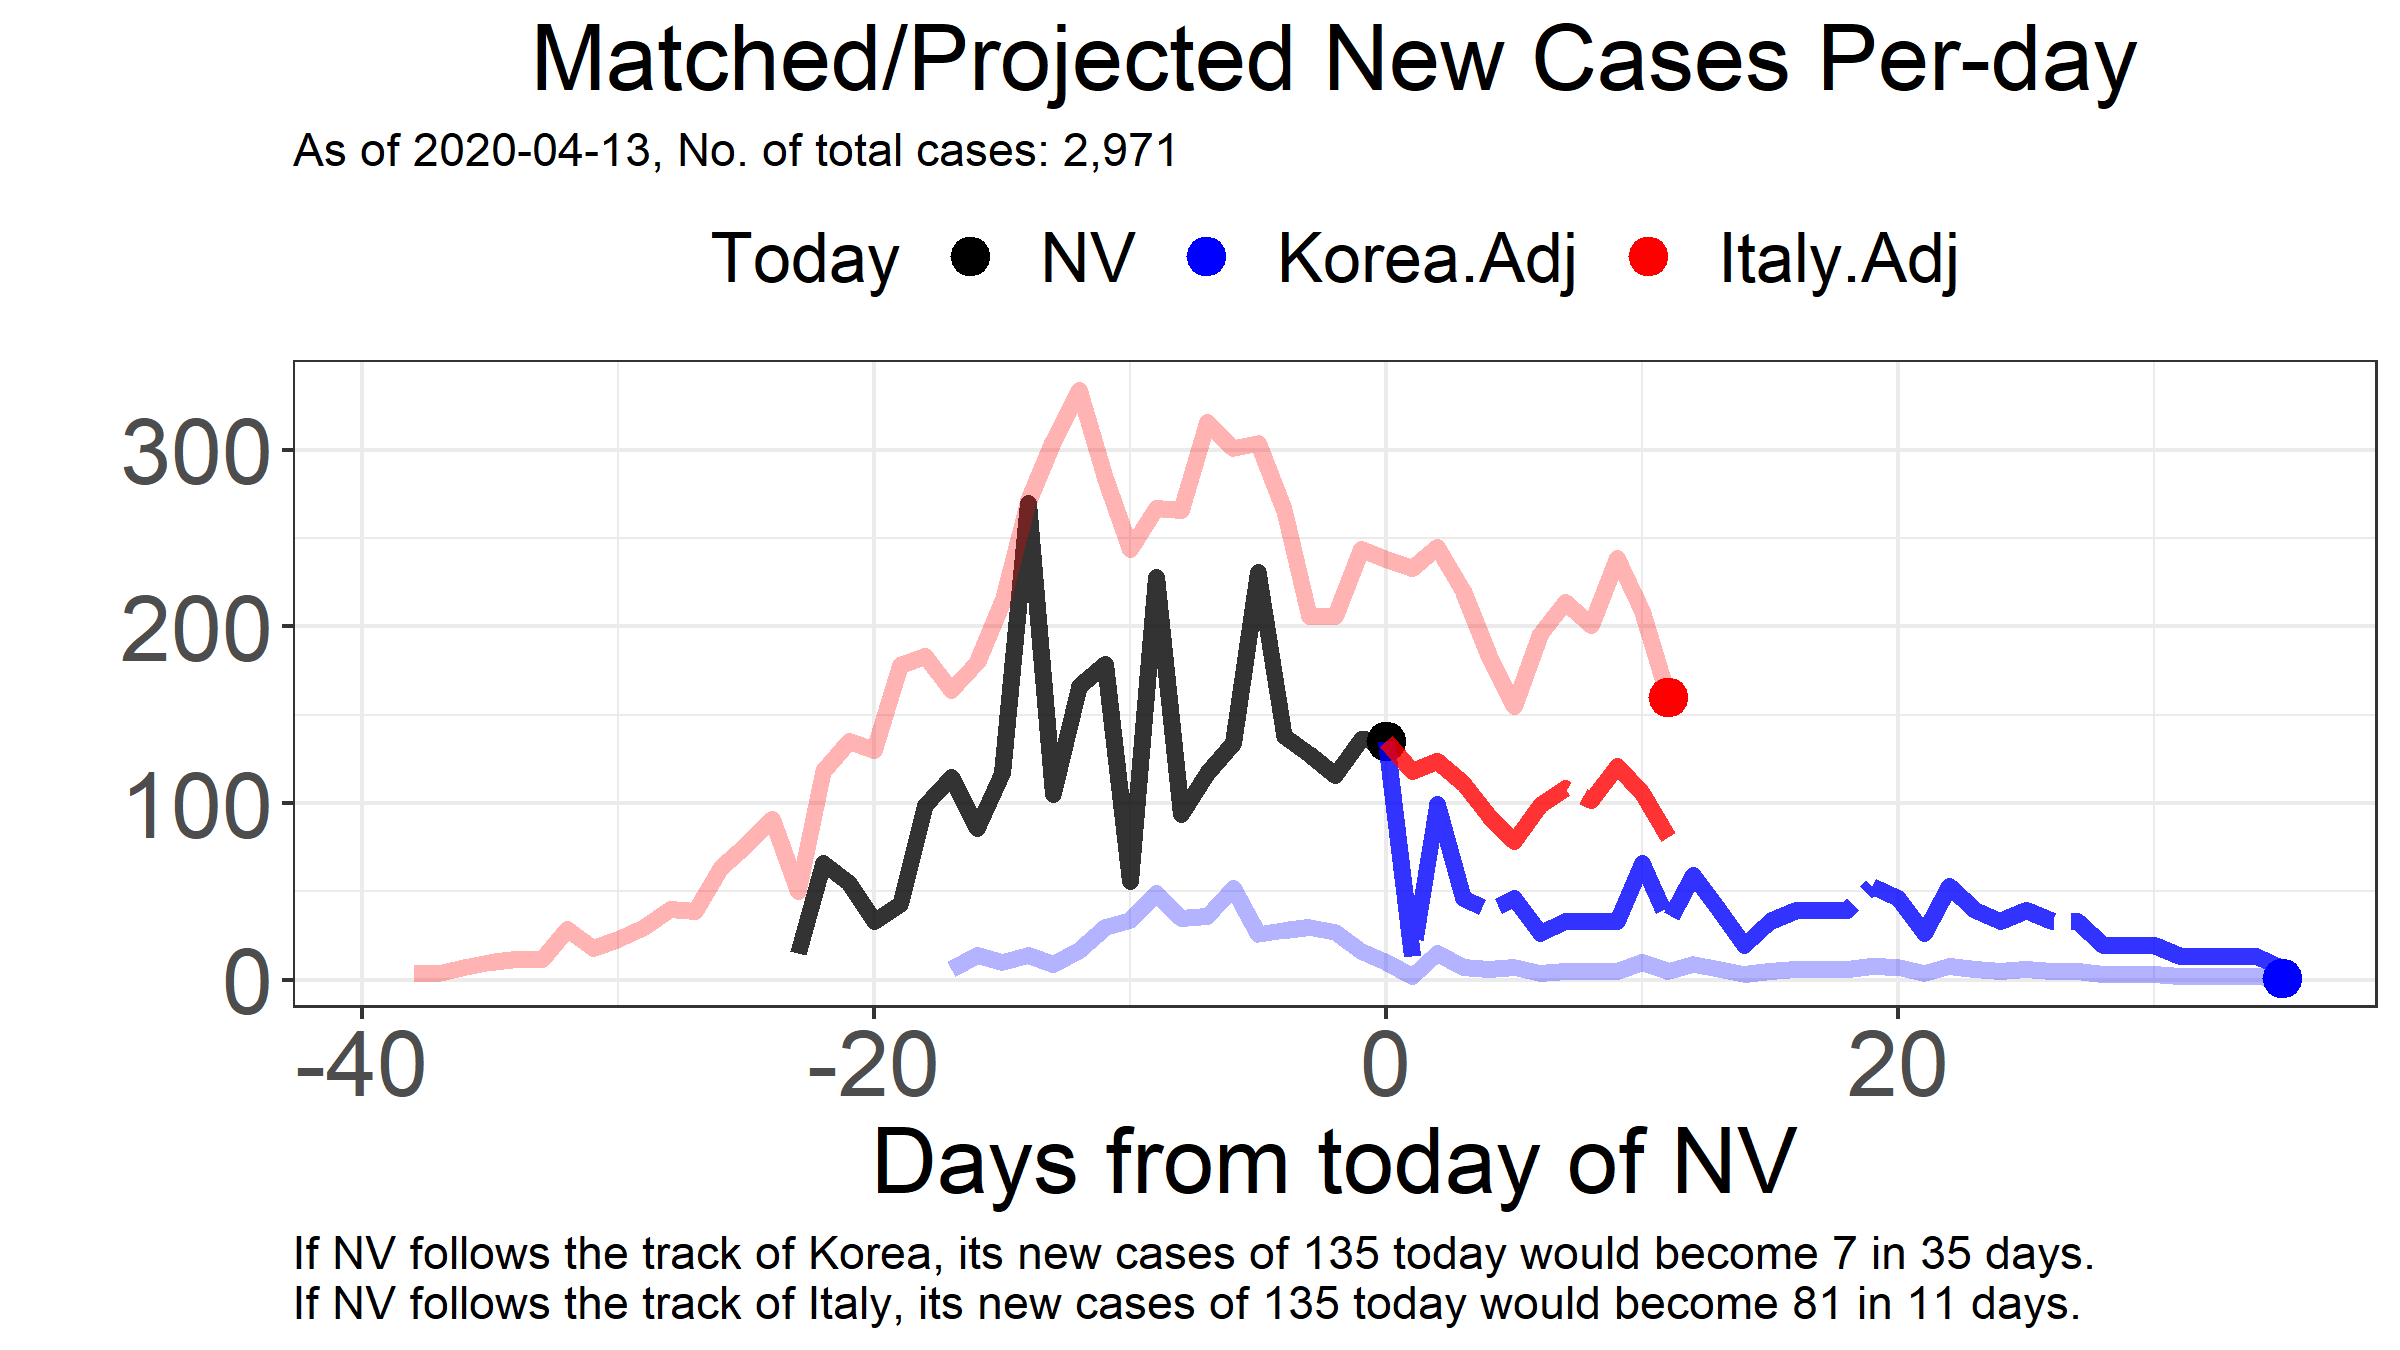 Matched/Projected New Cases Per-day
As of 2020-04-13, No. of total cases: 2,971
Today NV Korea.Adj Italy.Adj
300
200
100
0
-40 -20 0 20
Days from today of NV
If NV follows the track of Korea, its new cases of 135 today would become 7 in 35 days.
If NV follows the track of Italy, its new cases of 135 today would become 81 in 11 days.